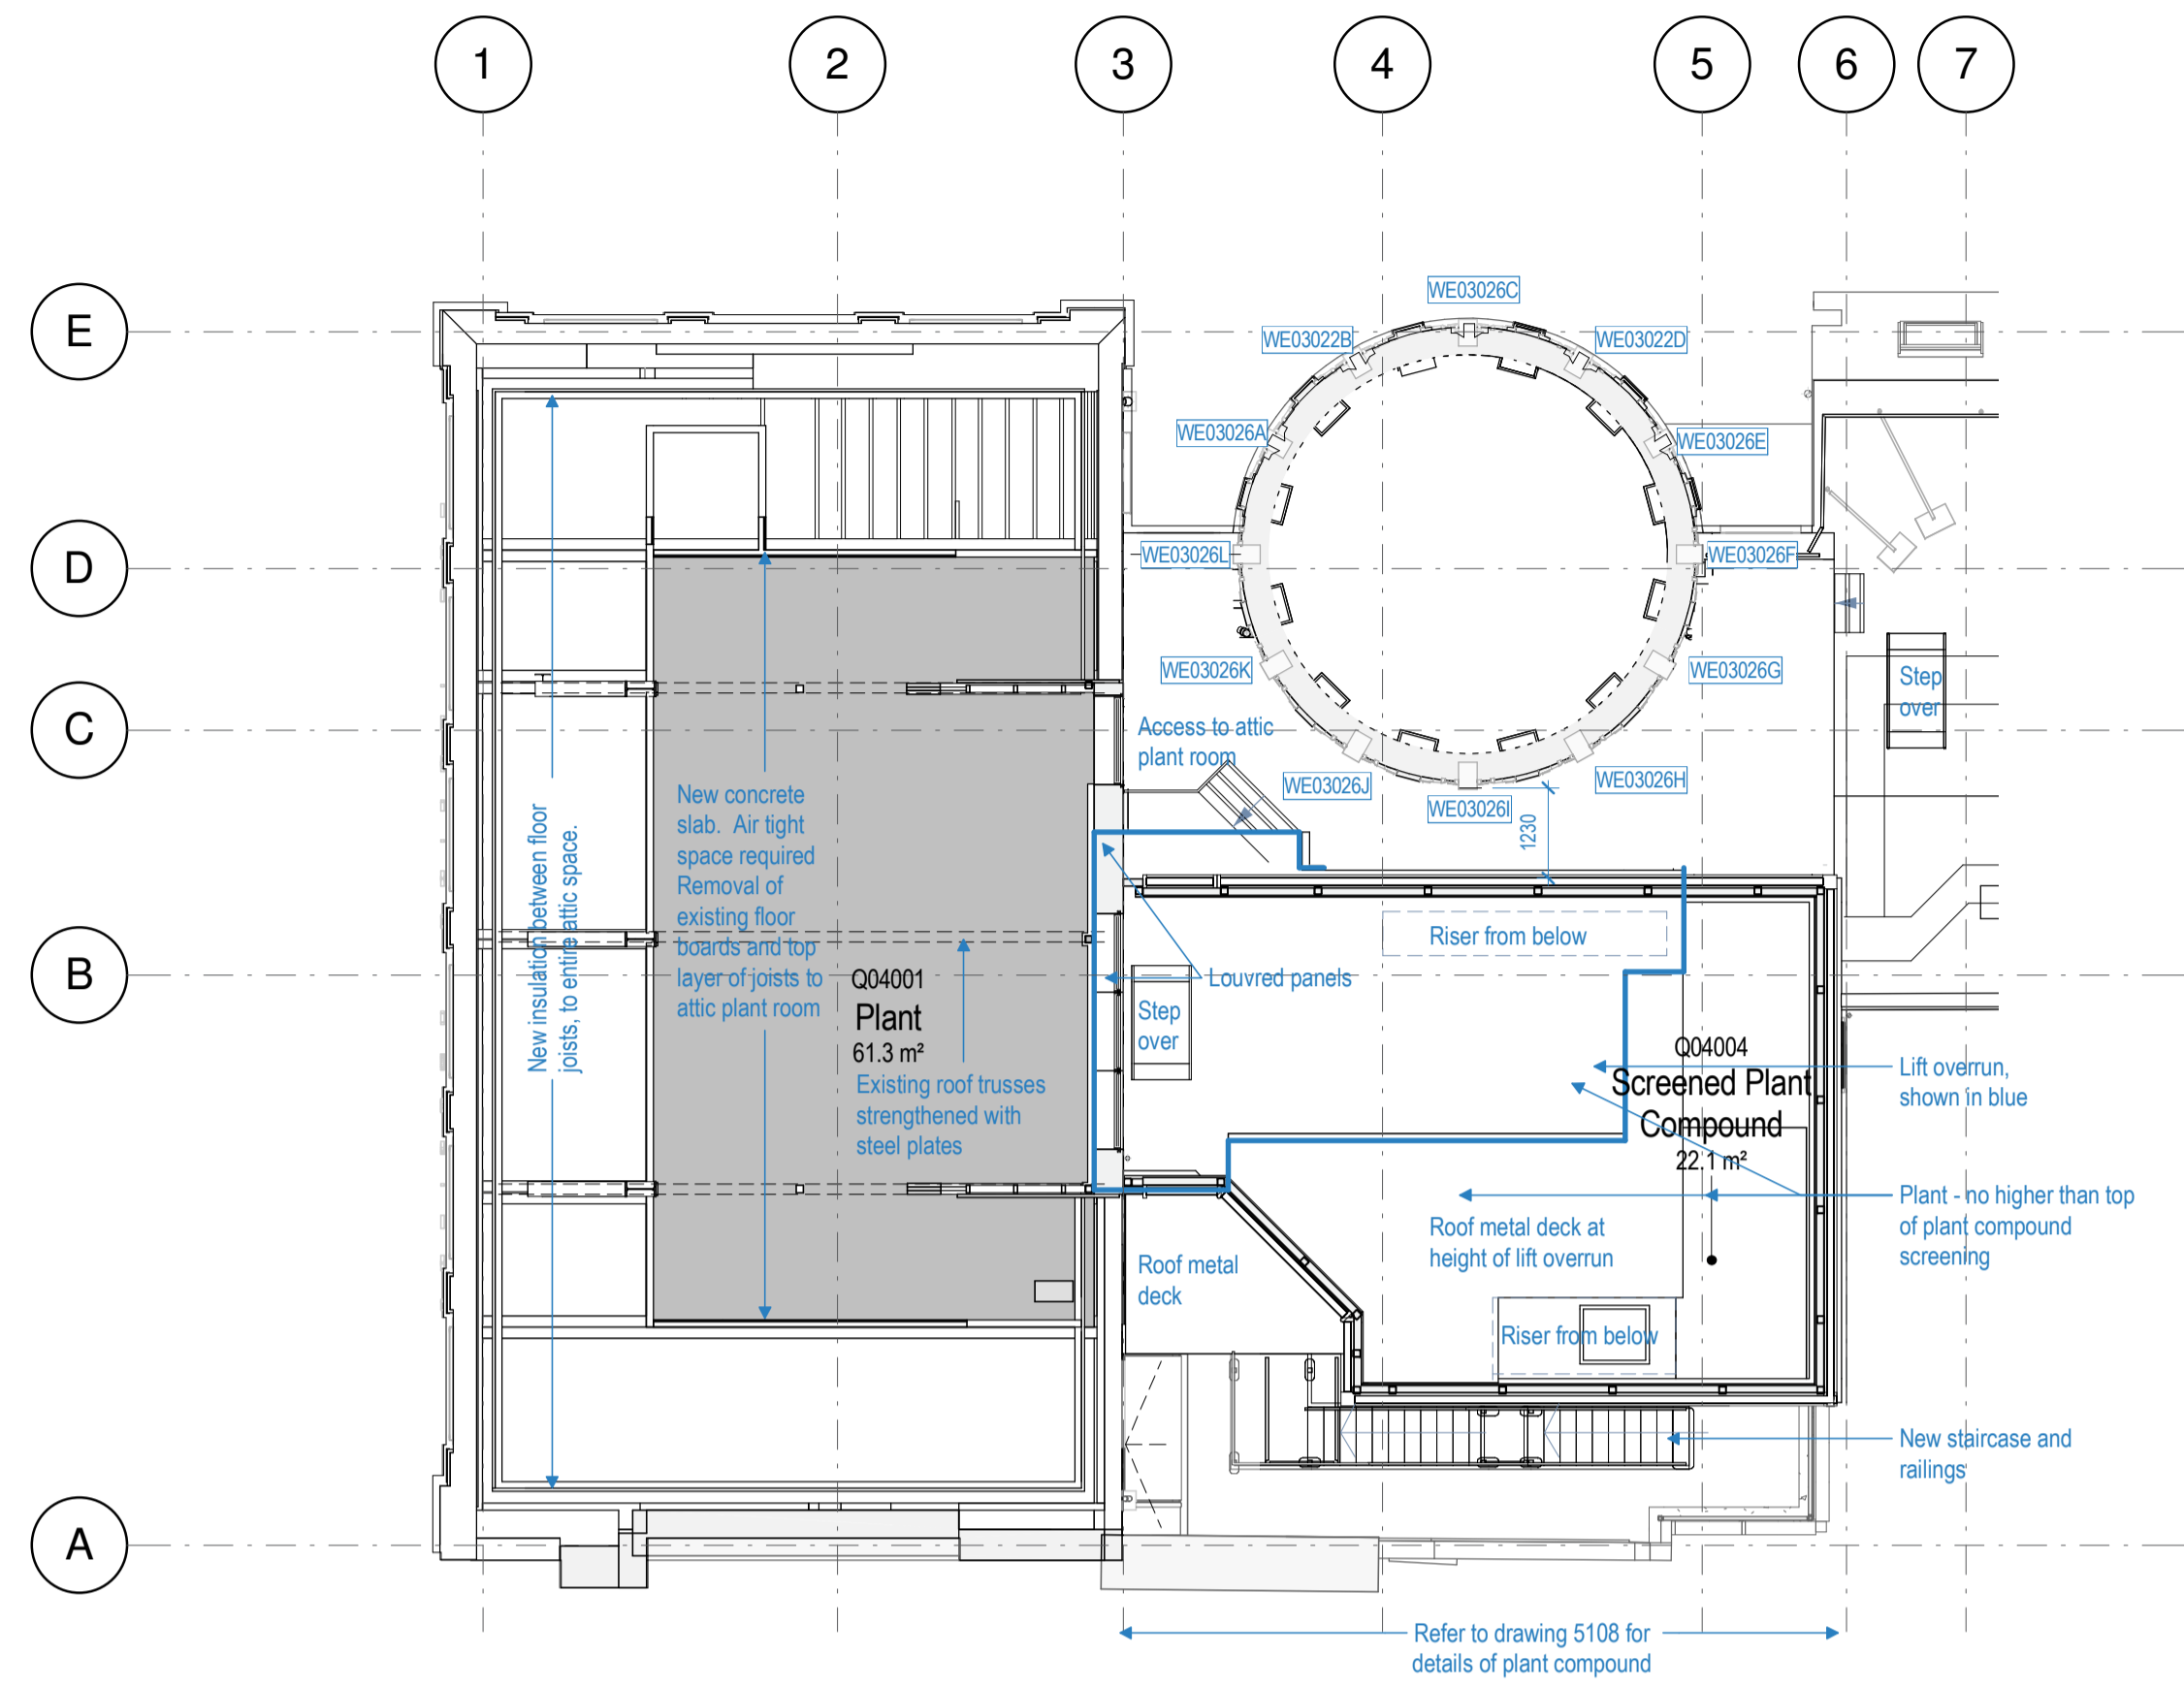 1
2
3
4
5
6
7
E
D
C
B
A
WE03026C
WE03022B
WE03022D
WE03026A
WE03026E
WE03026L
WE03026F
WE03026K
WE03026G
WE03026J
WE03026H
WE03026I
1230
Step
over
Access to attic
plant room
New insulation between floor
joists, to entire attic space.
New concrete
slab. Air tight
space required
Removal of
existing floor
boards and top
layer of joists to
attic plant room
Q04001
Plant
61.3 m²
Existing roof trusses
strengthened with
steel plates
Riser from below
Louvred panels
Step
over
Q04004
Screened Plant
Compound
22.1 m²
Lift overrun,
shown in blue
Plant - no higher than top
of plant compound
screening
Roof metal deck at
height of lift overrun
Roof metal
deck
Riser from below
New staircase and
railings
Refer to drawing 5108 for
details of plant compound